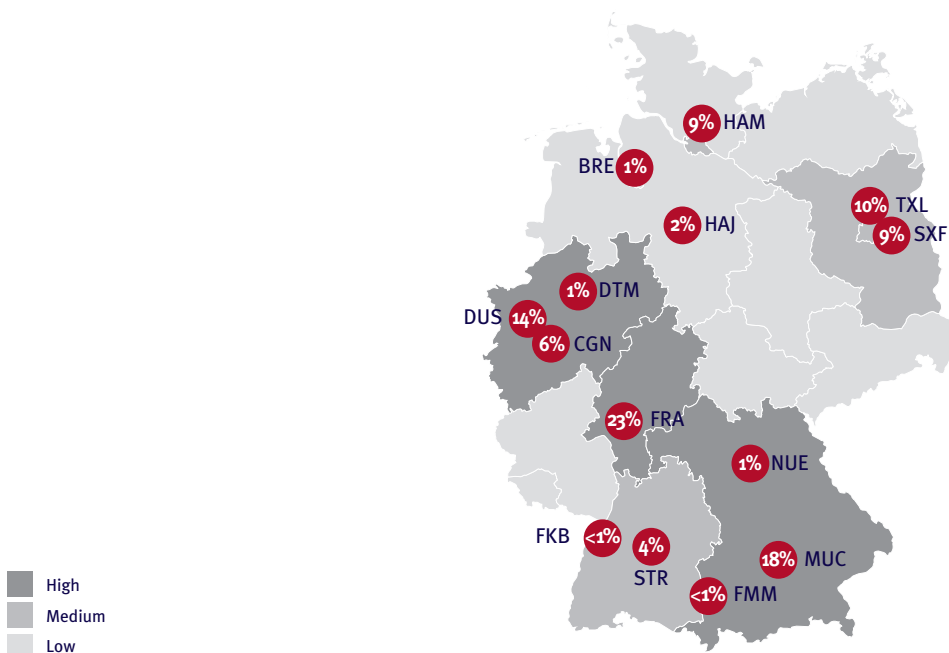 9% HAM
BRE 1%
10% TXL
2% HAJ
9% SXF
1% DTM
DUS 14%
6% CGN
23% FRA
1% NUE
FKB <1%
4%
STR
18% MUC
<1% FMM
High
Medium
Low